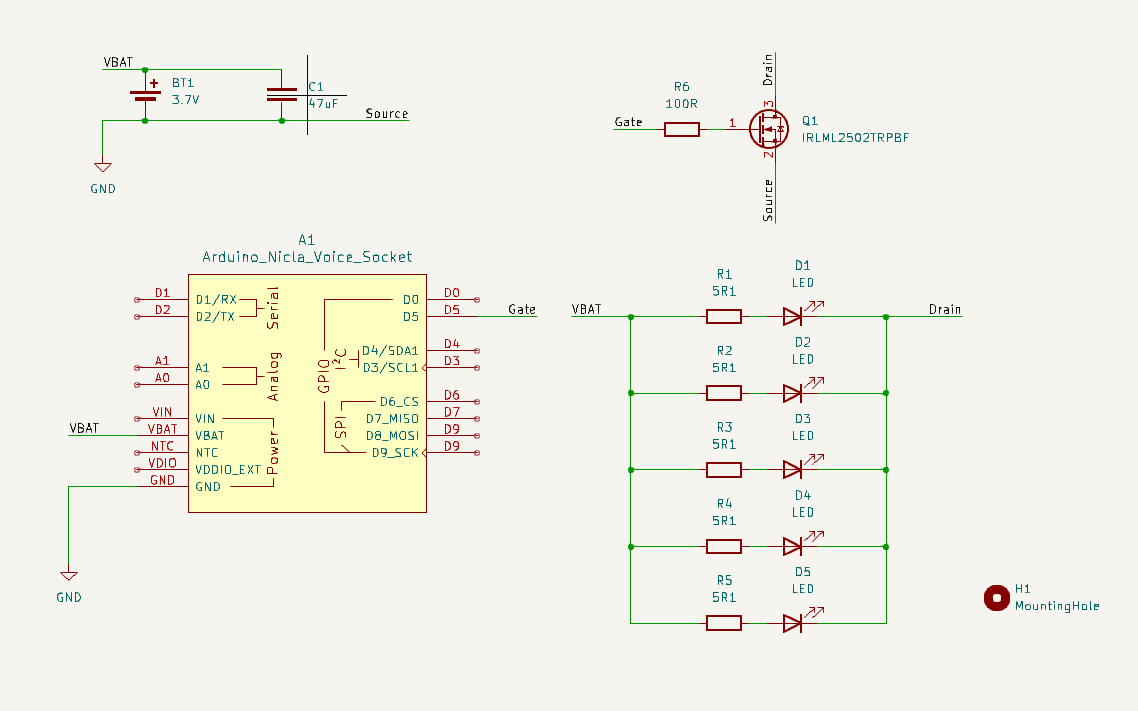 VBAT
BT1
3.7V
+
C1
47uF
Source
GND
R6
100R
Gate
1
Drain
3
2
Source
Q1
IRLML2502TRPBF
A1
Arduino_Nicla_Voice_Socket
D1
D2
A1
A0
VIN
VBAT
VBAT
NTC
VDIO
GND
GND
D1/RX
D2/TX
Serial
A1
A0
Analog
VIN
VBAT
NTC
VDDIO_EXT
GND
Power
GPIO
I²C
SPI
D0
D5
D4/SDA1
D3/SCL1
D6_CS
D7_MISO
D8_MOSI
D9_SCK
D0
D5
Gate
D4
D3
D6
D7
D9
D9
VBAT
R1
5R1
D1
LED
Drain
R2
5R1
D2
LED
R3
5R1
D3
LED
R4
5R1
D4
LED
R5
5R1
D5
LED
H1
MountingHole